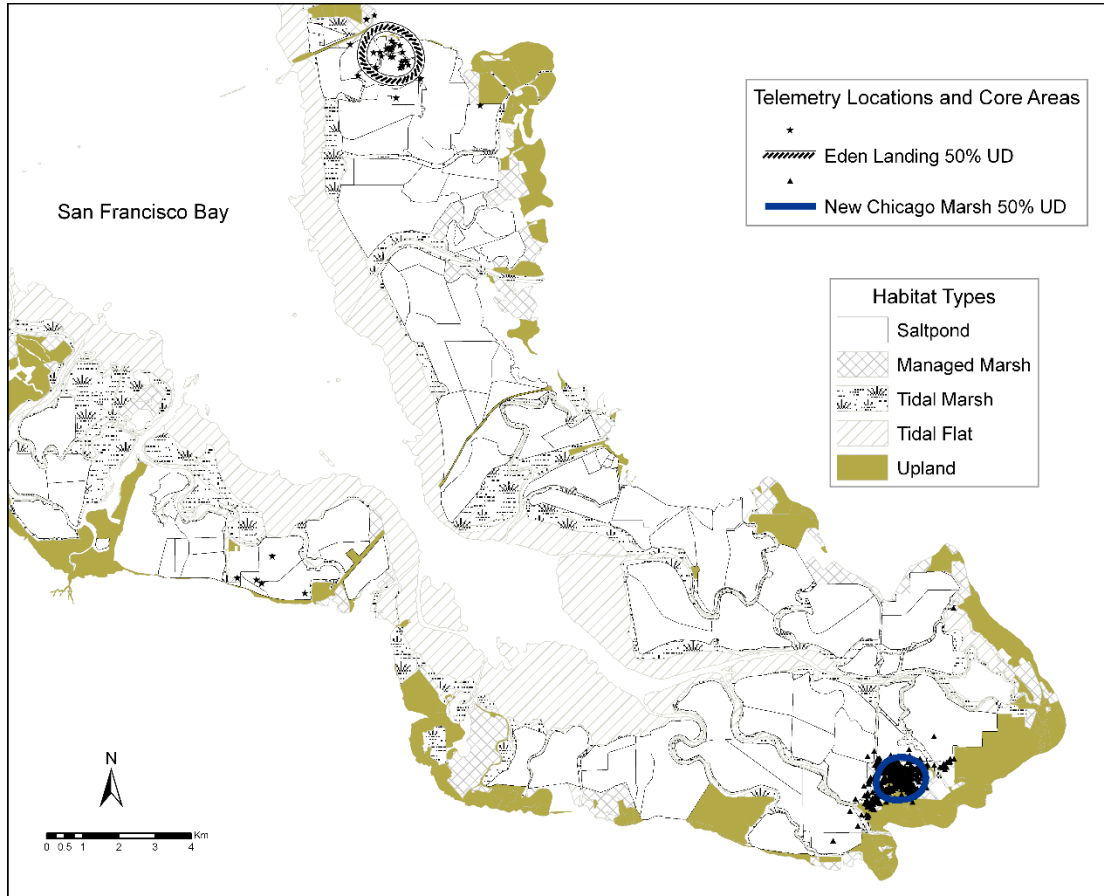 San Francisco Bay
Telemetry Locations and Core Areas
Eden Landing 50% UD
New Chicago Marsh 50% UD
Habitat Types
Saltpond
Managed Marsh
Tidal Marsh
Tidal Flat
Upland
N
Km
0 0.5 1 2 3 4